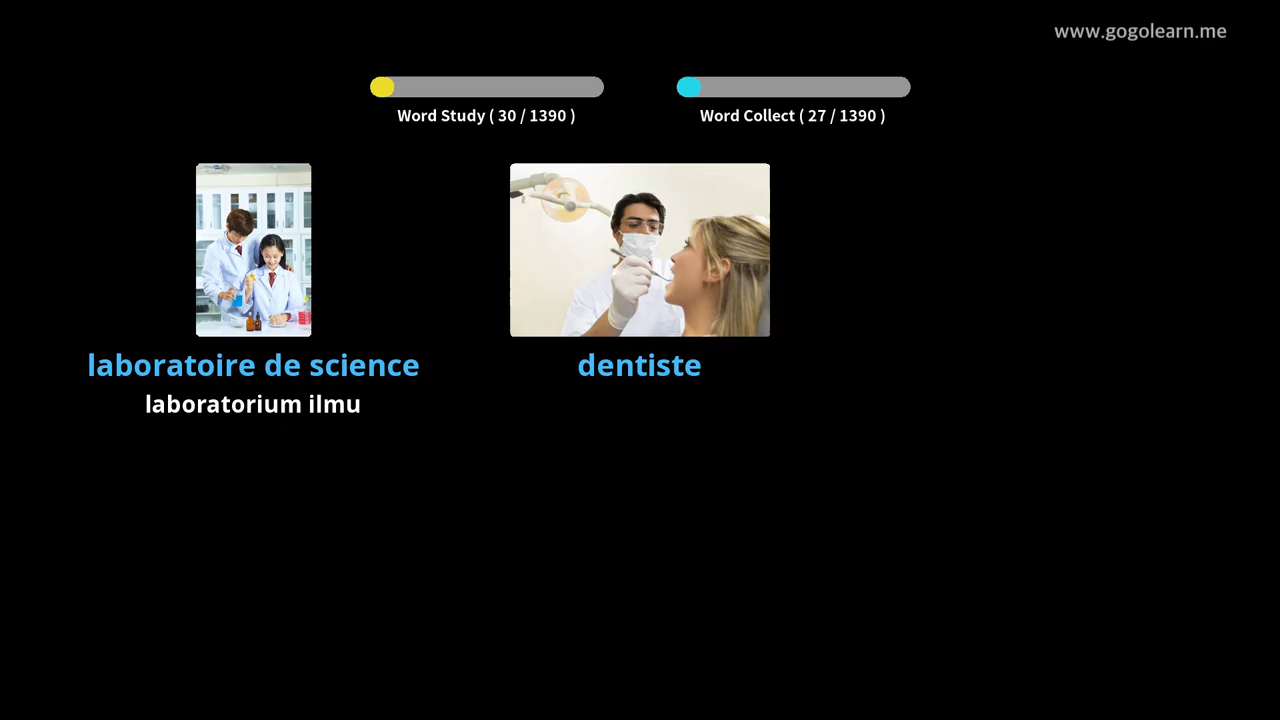 www.gogolearn.me
Word Study ( 30 / 1390 )
Word Collect ( 27 / 1390 )
laboratoire de science
laboratorium ilmu
dentiste